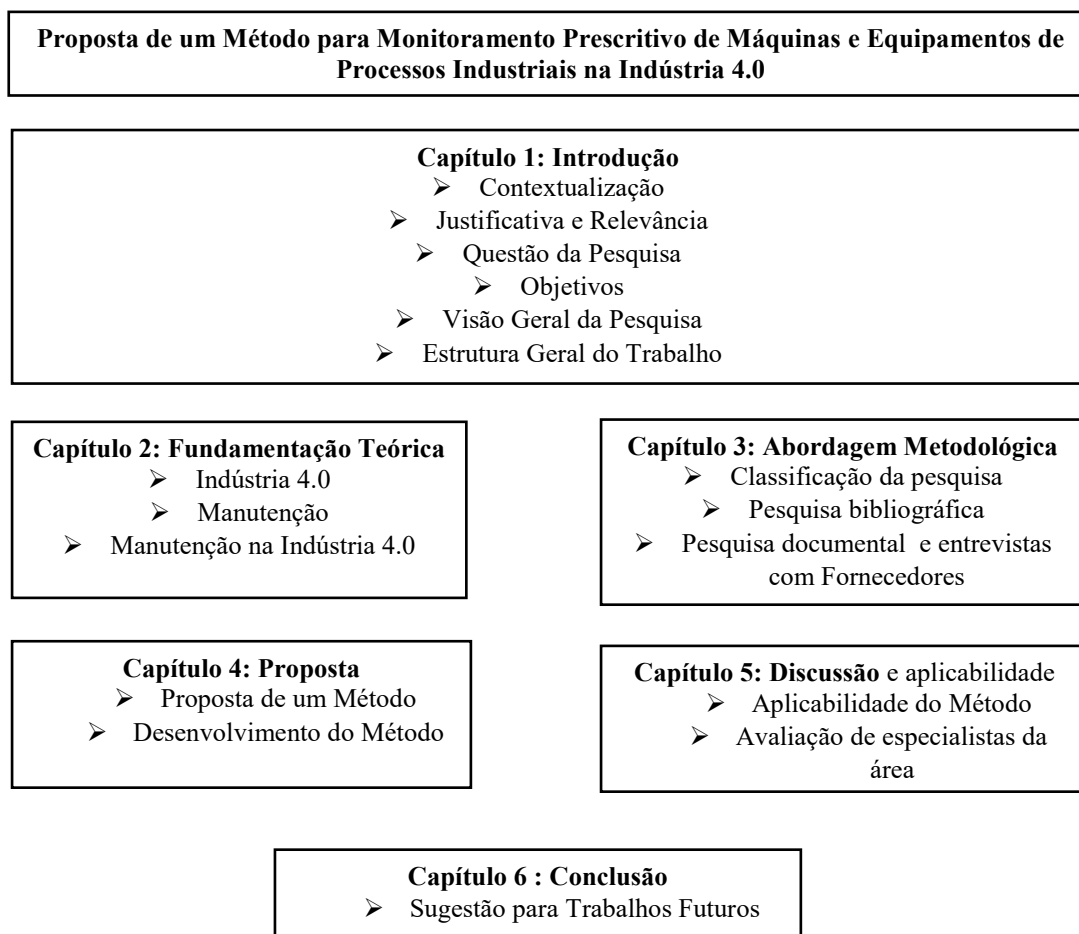 Proposta de um Método para Monitoramento Prescritivo de Máquinas e Equipamentos de
Processos Industriais na Indústria 4.0
Capítulo 1: Introdução
➢ Contextualização
➢ Justificativa e Relevância
➢ Questão da Pesquisa
➢ Objetivos
➢ Visão Geral da Pesquisa
➢ Estrutura Geral do Trabalho
Capítulo 2: Fundamentação Teórica
➢ Indústria 4.0
➢ Manutenção
➢ Manutenção na Indústria 4.0
Capítulo 3: Abordagem Metodológica
➢ Classificação da pesquisa
➢ Pesquisa bibliográfica
➢ Pesquisa documental e entrevistas
com Fornecedores
Capítulo 4: Proposta
➢ Proposta de um Método
➢ Desenvolvimento do Método
Capítulo 5: Discussão e aplicabilidade
➢ Aplicabilidade do Método
➢ Avaliação de especialistas da
área
Capítulo 6 : Conclusão
➢ Sugestão para Trabalhos Futuros